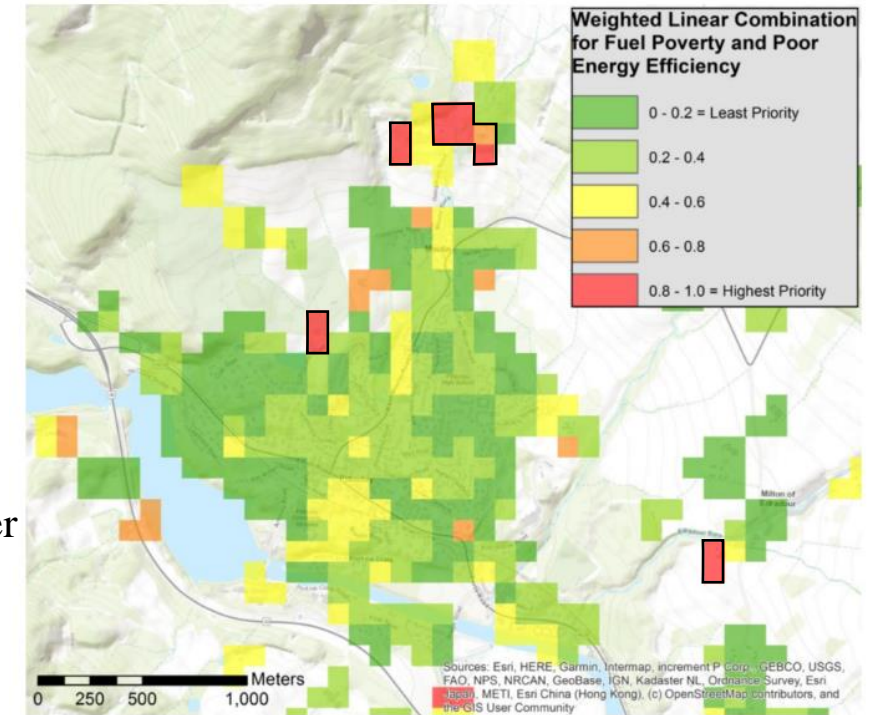 Weighted Linear Combination
for Fuel Poverty and Poor
Energy Efficiency
0 - 0.2 = Least Priority
0.2 - 0.4
0.4 - 0.6
0.6 - 0.8
0.8 - 1.0 = Highest Priority
er
Milton of
Meters
0 250 500 1,000
Sources: Esri, HERE, Garmin, Intermap, increment P Corp., GEBCO, USGS,
FAO, NPS, NRCAN, GeoBase, IGN, Kadaster NL, Ordnance Survey, Esri
Japan, METI, Esri China (Hong Kong), (c) OpenStreetMap contributors, and
the GIS User Community